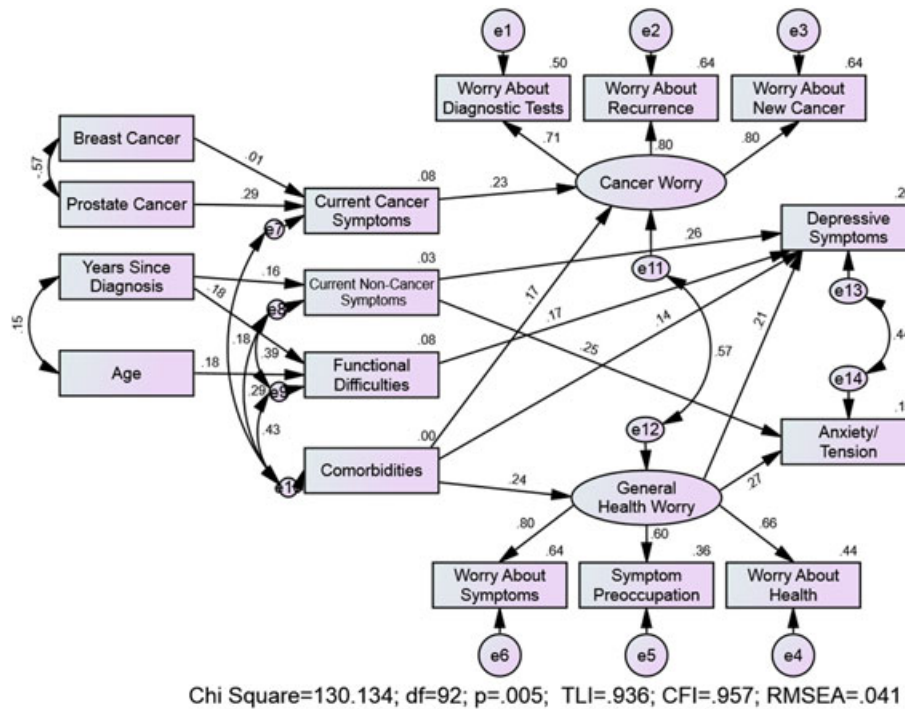 e1
e2
e3
.50
.64
.64
Worry About
Diagnostic Tests
Worry About
Recurrence
Worry About
New Cancer
.71
.80
.80
Breast Cancer
-.57
.01
Prostate Cancer
.29
.08
Current Cancer
Symptoms
.23
Cancer Worry
e7
.2
Depressive
Symptoms
.26
e11
e13
Years Since
Diagnosis
.16
.18
.03
Current Non-Cancer
Symptoms
e8
.17
.17
.14
.21
.15
.18
.39
.08
Functional
Difficulties
.25
.57
.44
Age
.18
.29
e9
e14
.43
.00
Comorbidities
e12
.1
Anxiety/
Tension
.24
General
Health Worry
.27
.80
.60
.66
.64
.36
.44
Worry About
Symptoms
Symptom
Preoccupation
Worry About
Health
e6
e5
e4
Chi Square=130.134; df=92; p=.005; TLI=.936; CFI=.957; RMSEA=.041